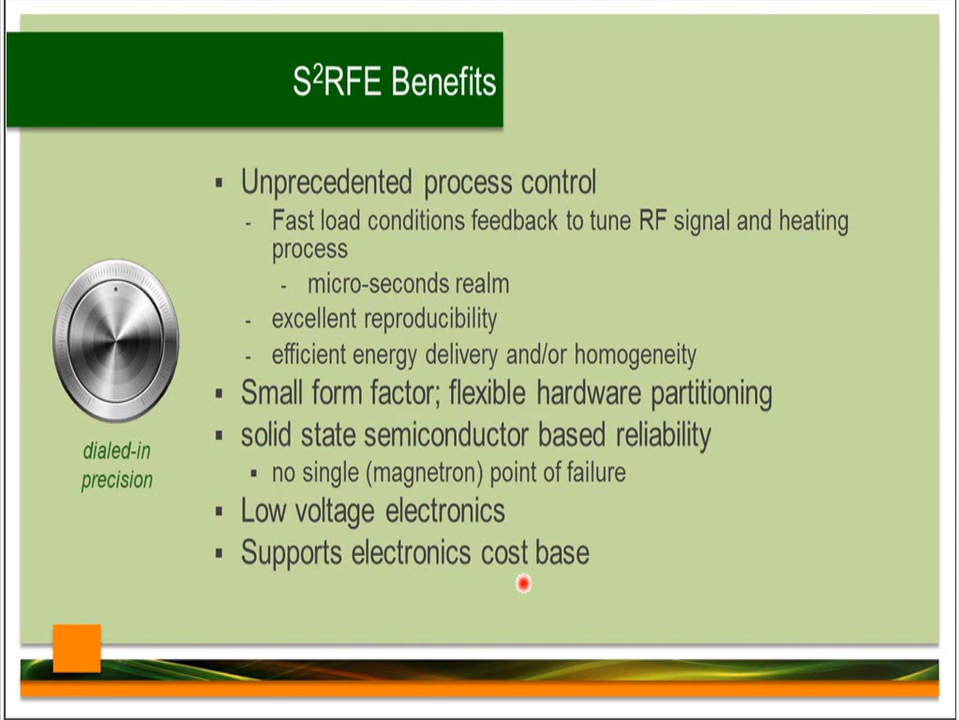 S²RFE Benefits
▪ Unprecedented process control
- Fast load conditions feedback to tune RF signal and heating
process
- micro-seconds realm
- excellent reproducibility
- efficient energy delivery and/or homogeneity
▪ Small form factor; flexible hardware partitioning
▪ solid state semiconductor based reliability
▪ no single (magnetron) point of failure
▪ Low voltage electronics
▪ Supports electronics cost base
dialed-in
precision